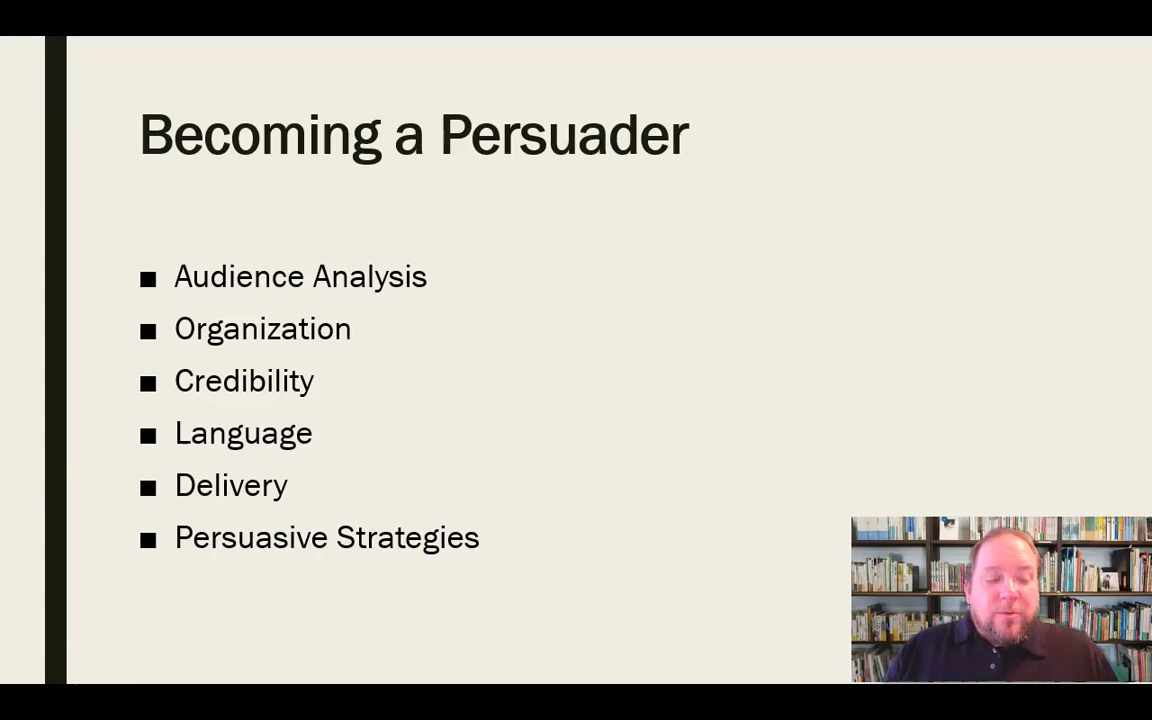 Becoming a Persuader
■ Audience Analysis
■ Organization
■ Credibility
■ Language
■ Delivery
■ Persuasive Strategies